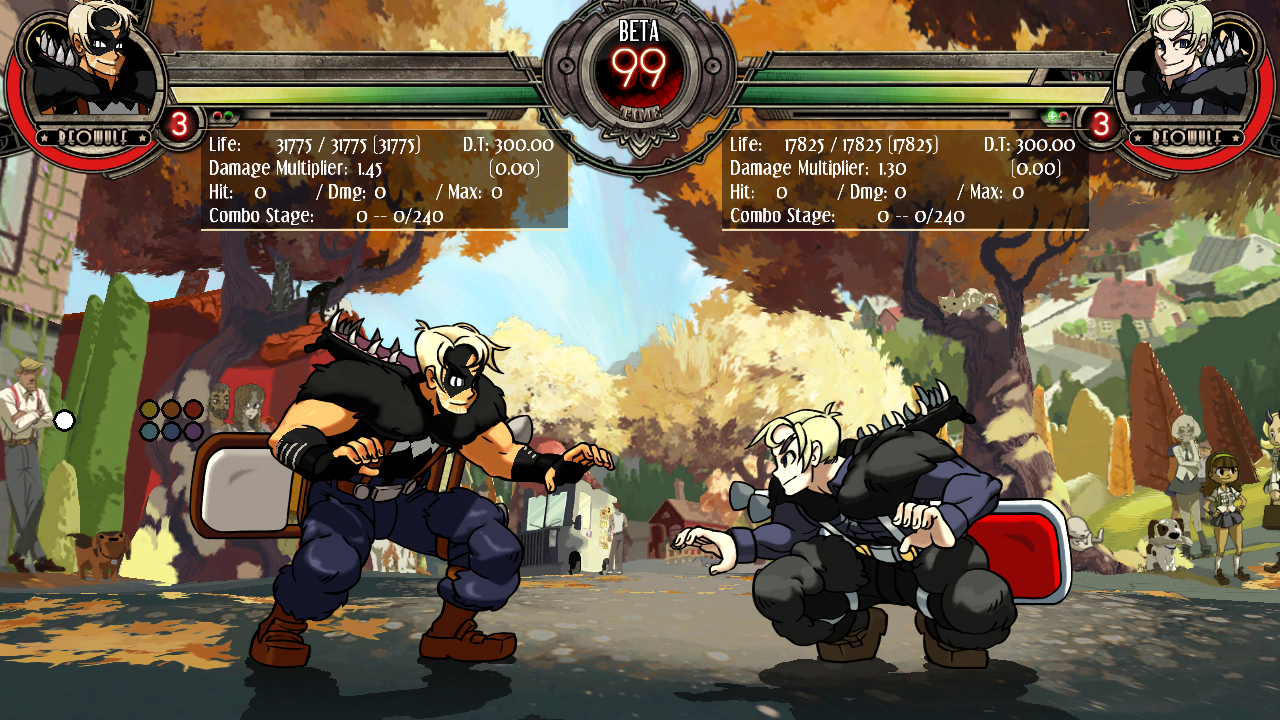 BETA
99
TIME
BEOWULF
BEOWULF
3
3
Life: 31775 / 31775 (31775) D.T: 300.00
Damage Multiplier: 1.45 (0.00)
Hit: 0 / Dmg: 0 / Max: 0
Combo Stage: 0 -- 0/240
Life: 17825 / 17825 (17825) D.T: 300.00
Damage Multiplier: 1.30 (0.00)
Hit: 0 / Dmg: 0 / Max: 0
Combo Stage: 0 -- 0/240